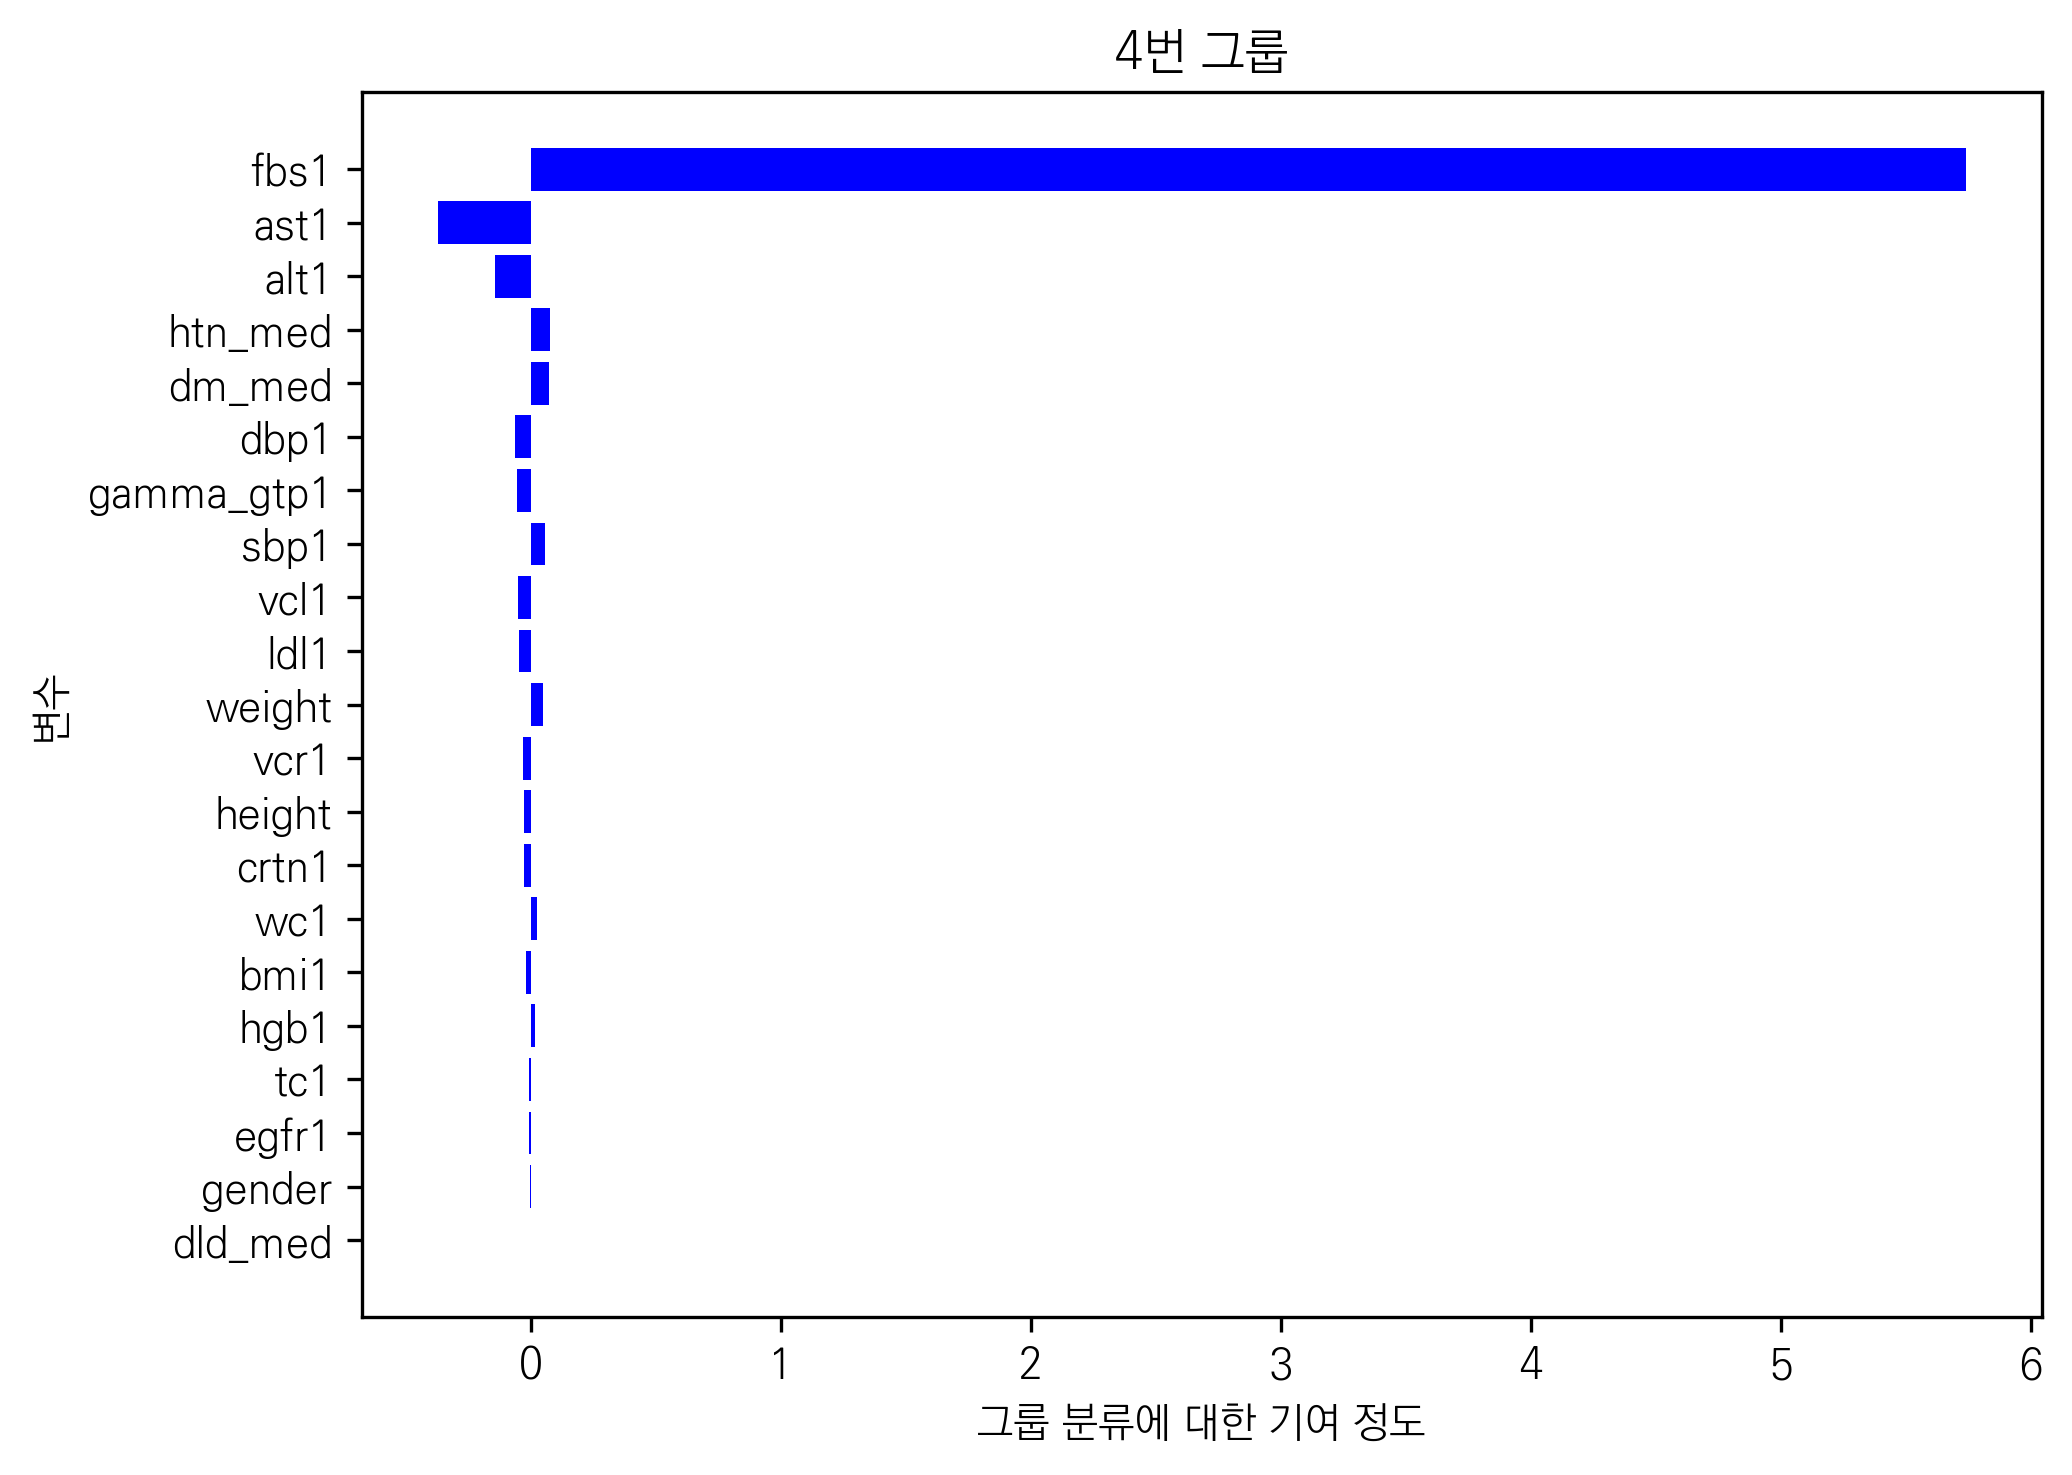 4번 그룹
변수
fbs1
ast1
alt1
htn_med
dm_med
dbp1
gamma_gtp1
sbp1
vcl1
ldl1
weight
vcr1
height
crtn1
wc1
bmi1
hgb1
tc1
egfr1
gender
dld_med
0 1 2 3 4 5 6
그룹 분류에 대한 기여 정도